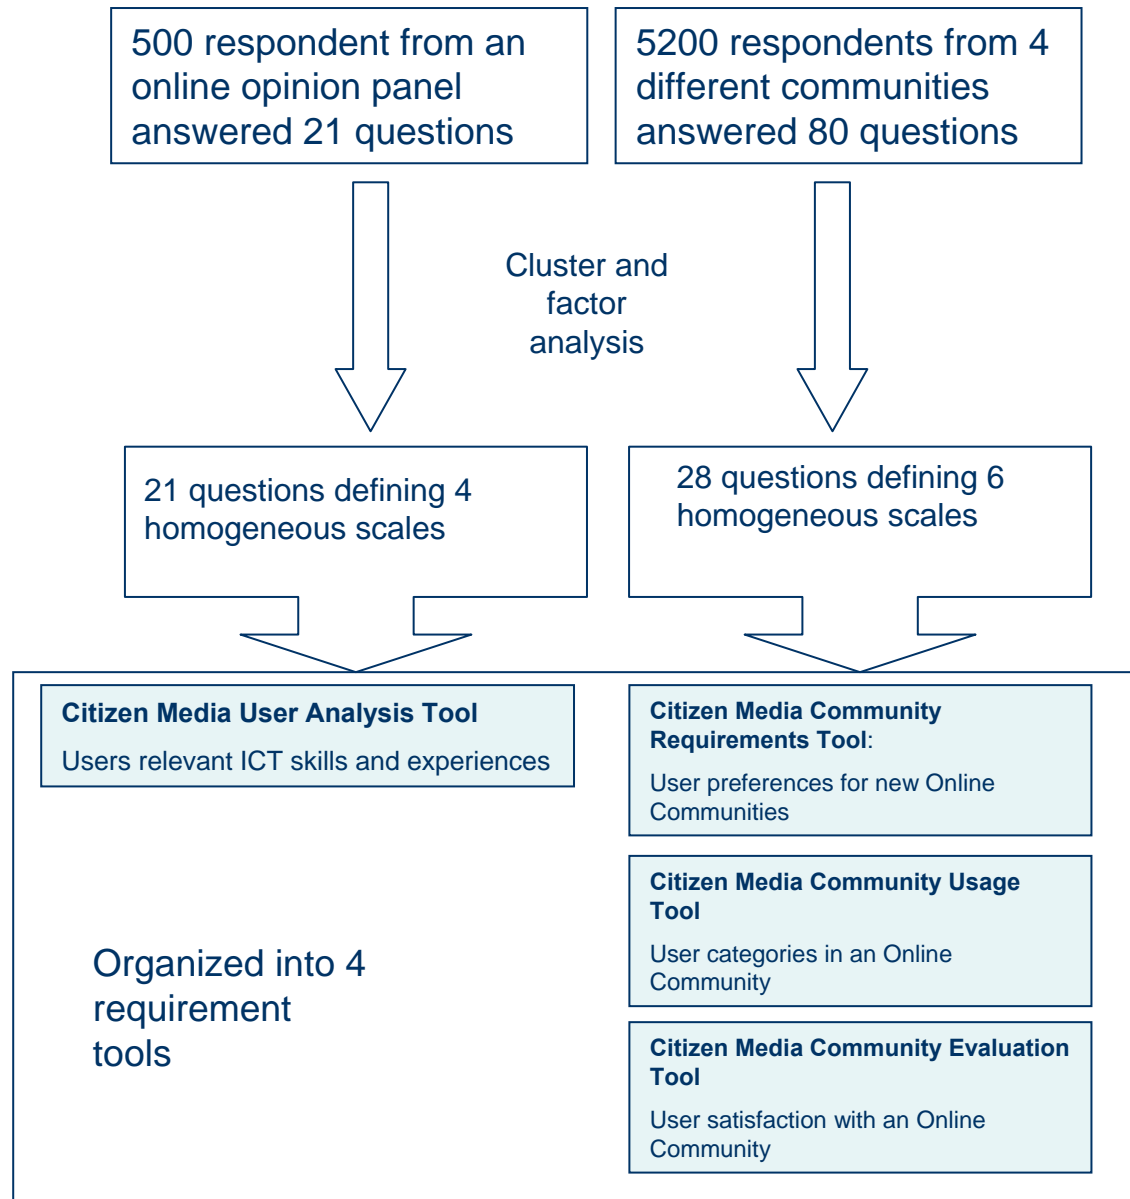 500 respondent from an
online opinion panel
answered 21 questions
5200 respondents from 4
different communities
answered 80 questions
Cluster and
factor
analysis
21 questions defining 4
homogeneous scales
28 questions defining 6
homogeneous scales
Citizen Media User Analysis Tool
Users relevant ICT skills and experiences
Citizen Media Community
Requirements Tool:
User preferences for new Online
Communities
Citizen Media Community Usage
Tool
User categories in an Online
Community
Organized into 4
requirement
tools
Citizen Media Community Evaluation
Tool
User satisfaction with an Online
Community